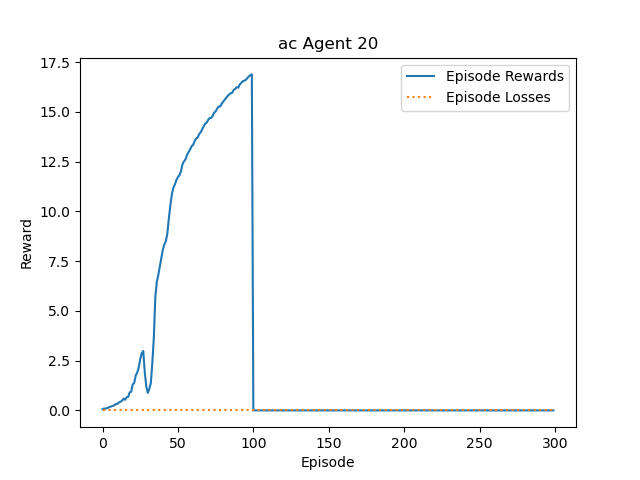 ac Agent 20
Episode Rewards
Episode Losses
Reward
17.5
15.0
12.5
10.0
7.5
5.0
2.5
0.0
0 50 100 150 200 250 300
Episode